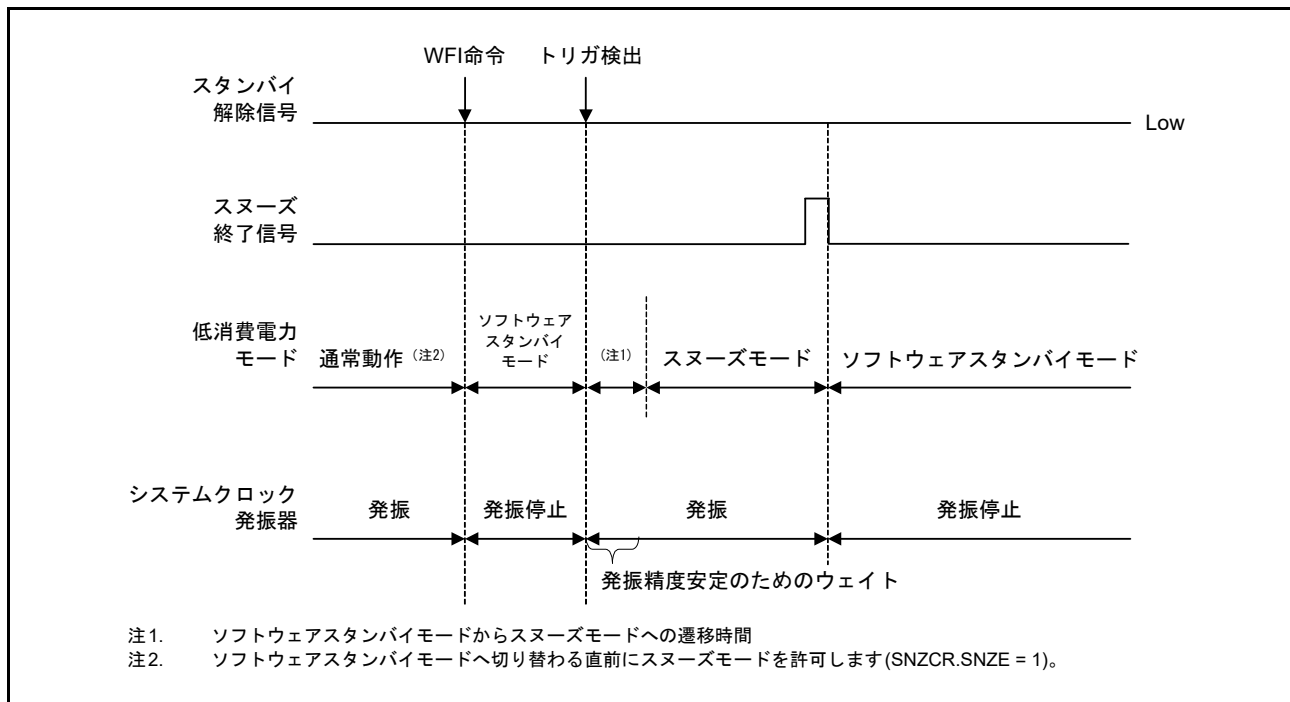 WFI命令 トリガ検出
スタンバイ
解除信号
Low
スヌーズ
終了信号
低消費電力
モード
通常動作 (注2)
ソフトウェア
スタンバイ
モード
(注1)
スヌーズモード
ソフトウェアスタンバイモード
システムクロック
発振器
発振
発振停止
発振
発振停止
発振精度安定のためのウェイト
注1. ソフトウェアスタンバイモードからスヌーズモードへの遷移時間
注2. ソフトウェアスタンバイモードへ切り替わる直前にスヌーズモードを許可します(SNZCR.SNZE = 1)。